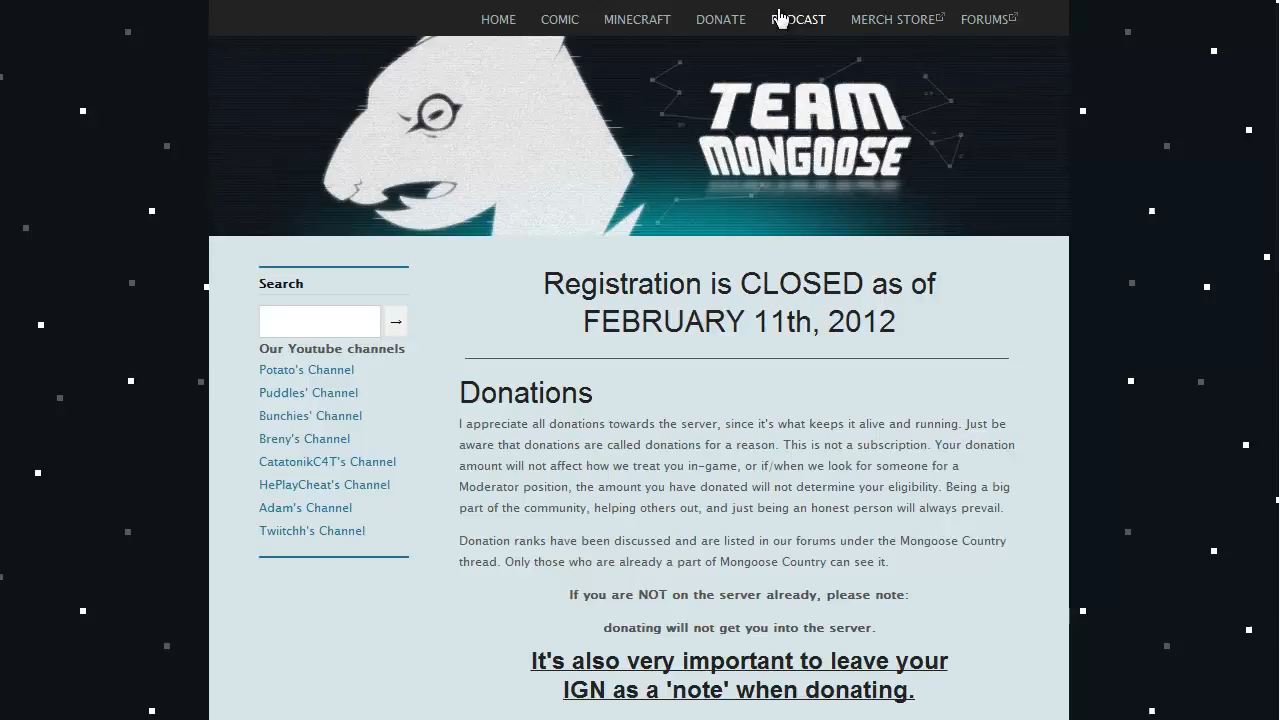 HOME COMIC MINECRAFT DONATE PODCAST MERCH STORE FORUMS
TEAM
MONGOOSE
Search
→
Our Youtube channels
Potato's Channel
Puddles' Channel
Bunchies' Channel
Breny's Channel
CatatonikC4T's Channel
HePlayCheat's Channel
Adam's Channel
Twiitchh's Channel
Registration is CLOSED as of
FEBRUARY 11th, 2012
Donations
I appreciate all donations towards the server, since it's what keeps it alive and running. Just be
aware that donations are called donations for a reason. This is not a subscription. Your donation
amount will not affect how we treat you in-game, or if/when we look for someone for a
Moderator position, the amount you have donated will not determine your eligibility. Being a big
part of the community, helping others out, and just being an honest person will always prevail.
Donation ranks have been discussed and are listed in our forums under the Mongoose Country
thread. Only those who are already a part of Mongoose Country can see it.
If you are NOT on the server already, please note:
donating will not get you into the server.
It's also very important to leave your
IGN as a 'note' when donating.